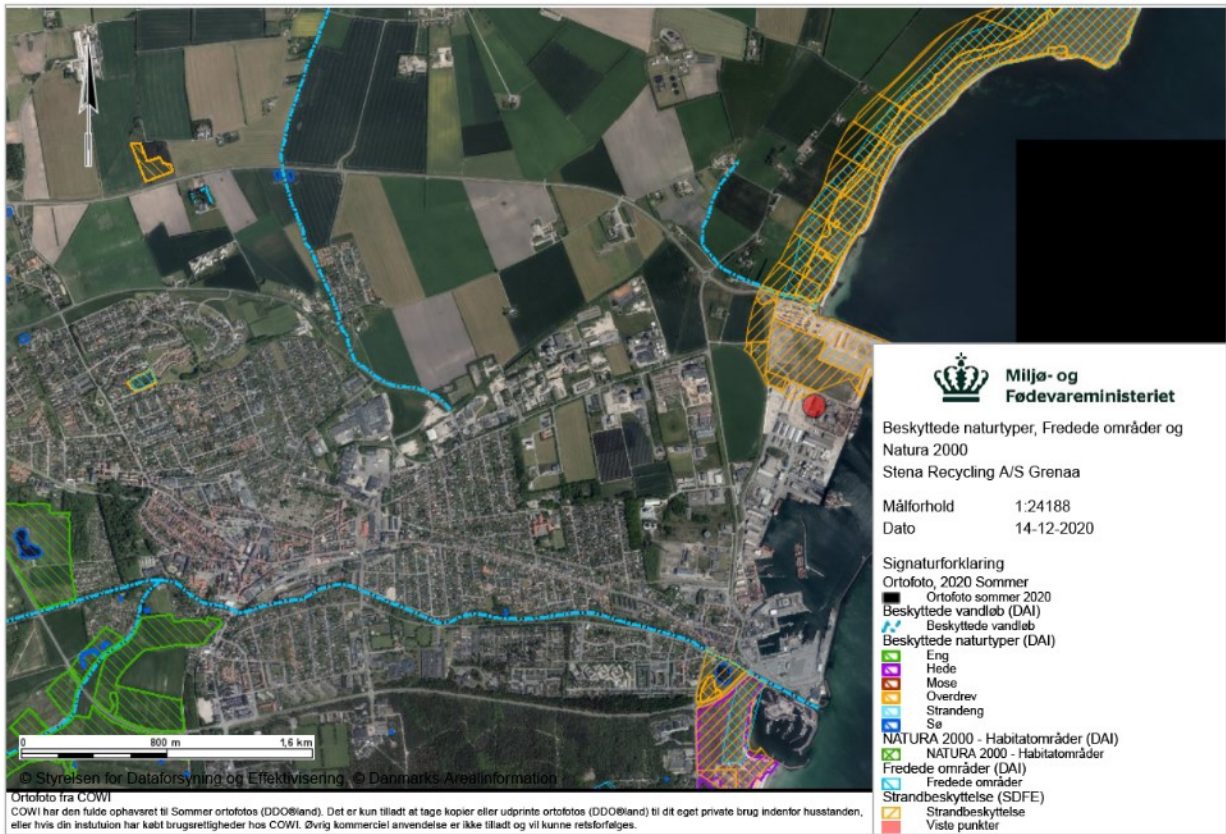 Miljø- og
Fødevareministeriet
Beskyttede naturtyper, Fredede områder og
Natura 2000
Stena Recycling A/S Grenaa
Målforhold 1:24188
Dato 14-12-2020
Signaturforklaring
Ortofoto, 2020 Sommer
Ortofoto sommer 2020
Beskyttede vandløb (DAI)
Beskyttede vandløb
Beskyttede naturtyper (DAI)
Eng
Hede
Mose
Overdrev
Strandeng
Sø
NATURA 2000 - Habitatområder (DAI)
NATURA 2000 - Habitatområder
Fredede områder (DAI)
Fredede områder
Strandbeskyttelse (SDFE)
Strandbeskyttelse
Viste punkter
0 800 m 1,6 km
© Styrelsen for Dataforsyning og Effektivisering, © Danmarks Arealinformation
Ortofoto fra COWI
COWI har den fulde ophavsret til Sommer ortofotos (DDO®land). Det er kun tilladt at tage kopier eller udprinte ortofotos (DDO®land) til dit eget private brug indenfor husstanden,
eller hvis din instutuion har købt brugsrettigheder hos COWI. Øvrig kommerciel anvendelse er ikke tilladt og vil kunne retsforfølges.